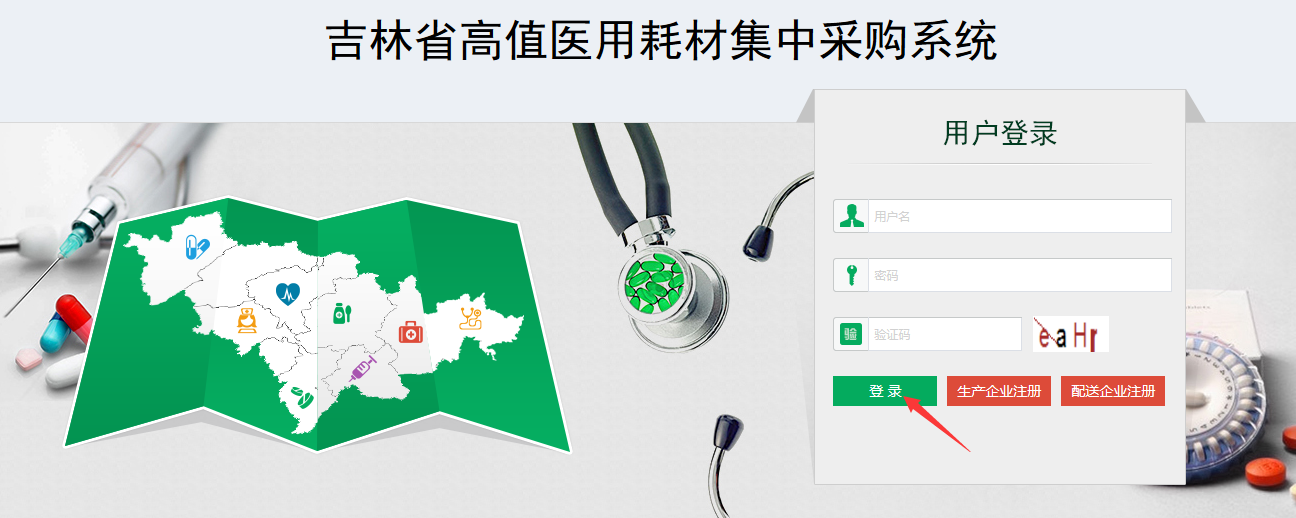 吉林省高值医用耗材集中采购系统
用户登录
用户名
密码
验 验证码 eaHr
登 录 生产企业注册 配送企业注册